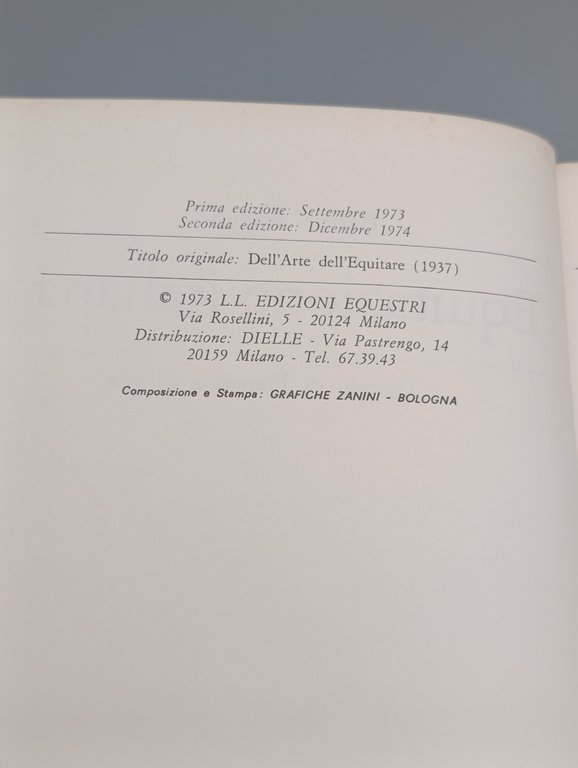 Prima edizione: Settembre 1973
Seconda edizione: Dicembre 1974
Titolo originale: Dell'Arte dell'Equitare (1937)
© 1973 L.L. EDIZIONI EQUESTRI
Via Rosellini, 5 - 20124 Milano
Distribuzione: DIELLE - Via Pastrengo, 14
20159 Milano - Tel. 67.39.43
Composizione e Stampa: GRAFICHE ZANINI - BOLOGNA